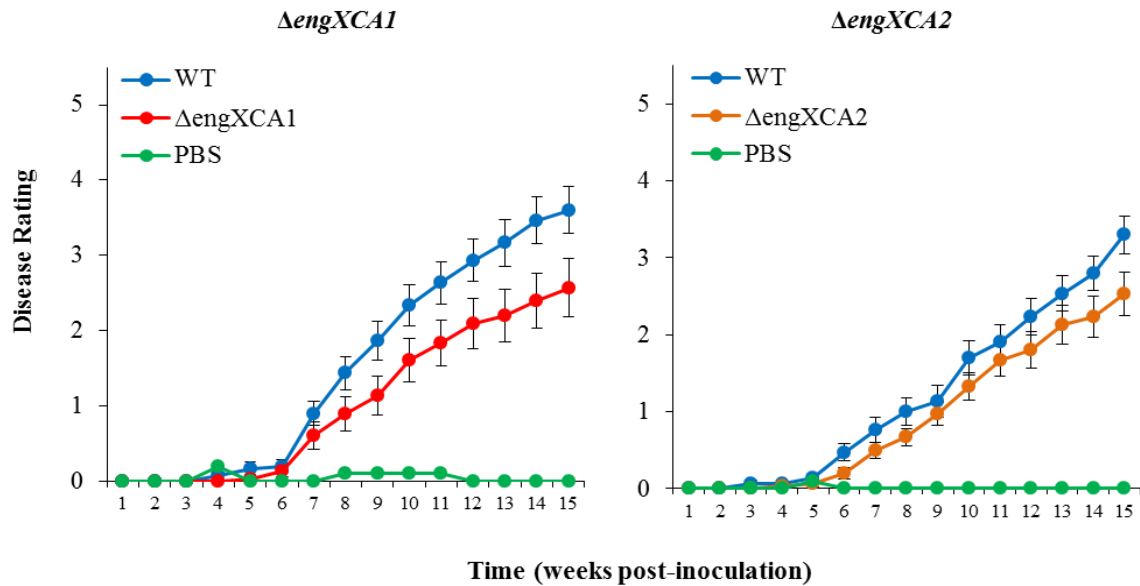 ΔengXCA1
ΔengXCA2
WT
ΔengXCA1
PBS
WT
ΔengXCA2
PBS
Disease Rating
5
4
3
2
1
0
5
4
3
2
1
0
1 2 3 4 5 6 7 8 9 10 11 12 13 14 15
1 2 3 4 5 6 7 8 9 10 11 12 13 14 15
Time (weeks post-inoculation)